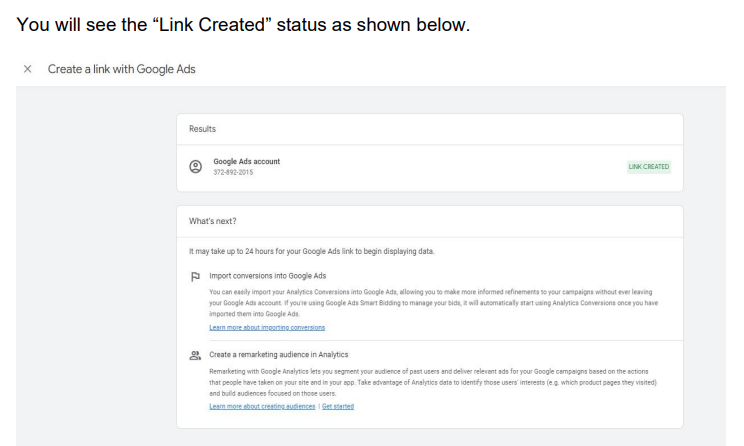 You will see the “Link Created” status as shown below.
Create a link with Google Ads
Results
Google Ads account
372-892-2015
LINK CREATED
What's next?
It may take up to 24 hours for your Google Ads link to begin displaying data.
Import conversions into Google Ads
You can easily import your Analytics Conversions into Google Ads, allowing you to make more informed refinements to your campaigns without ever leaving
your Google Ads account. If you're using Google Ads Smart Bidding to manage your bids, it will automatically start using Analytics Conversions once you have
imported them into Google Ads.
Learn more about importing conversions
Create a remarketing audience in Analytics
Remarketing with Google Analytics lets you segment your audience of past users and deliver relevant ads for your Google campaigns based on the actions
that people have taken on your site and in your app. Take advantage of Analytics data to identify those users' interests (e.g. which product pages they visited)
and build audiences focused on those users.
Learn more about creating audiences | Get started